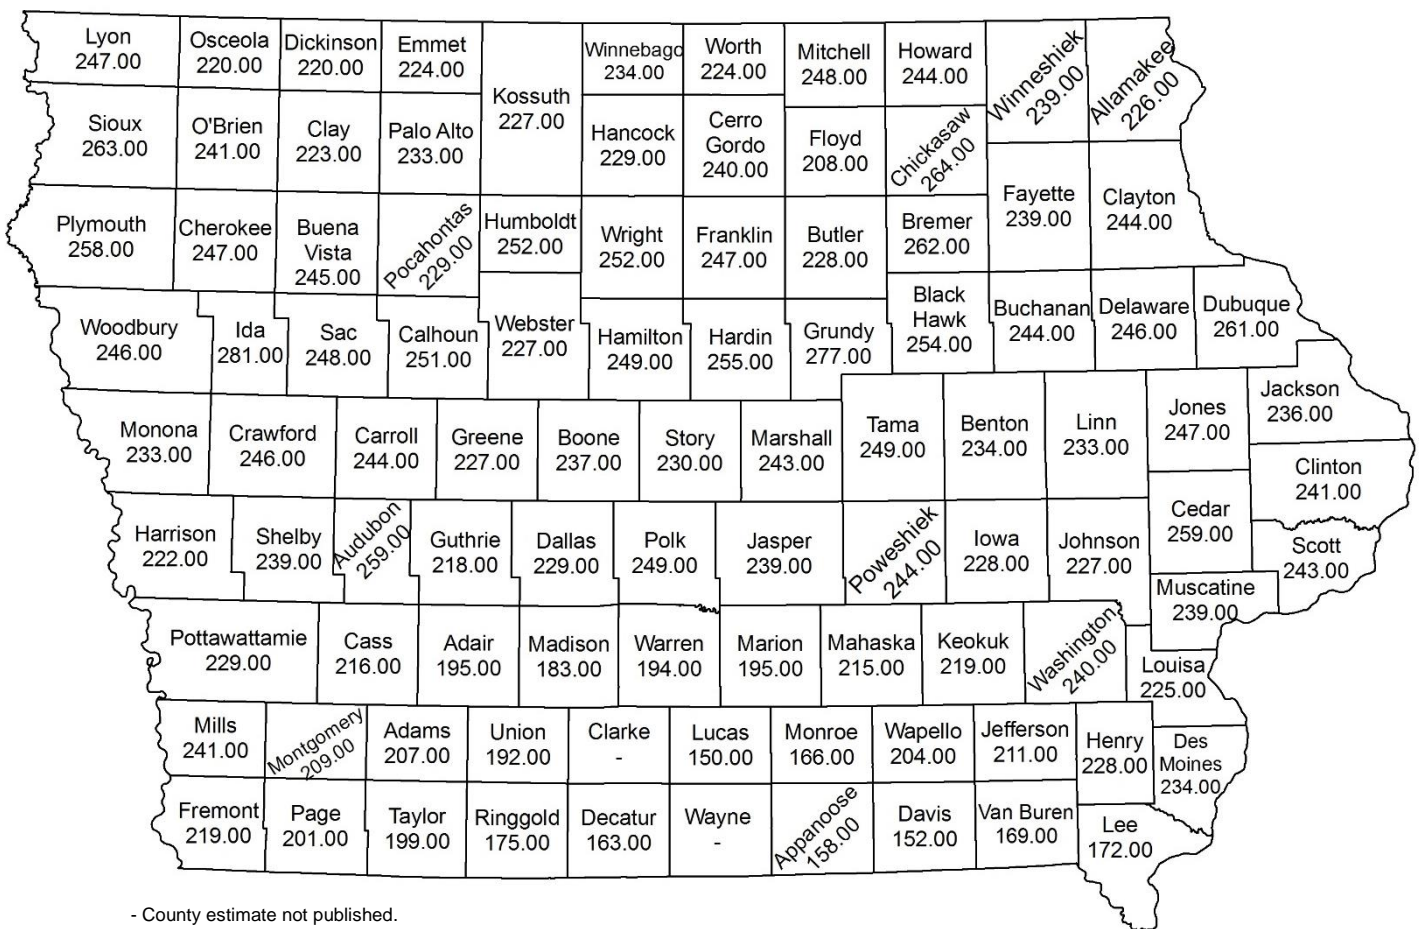 Lyon
247.00
Osceola
220.00
Dickinson
220.00
Emmet
224.00
Kossuth
227.00
Winnebago
234.00
Worth
224.00
Mitchell
248.00
Howard
244.00
Winneshiek
239.00
Allamakee
226.00
Sioux
263.00
O'Brien
241.00
Clay
223.00
Palo Alto
233.00
Hancock
229.00
Cerro
Gordo
240.00
Floyd
208.00
Chickasaw
264.00
Fayette
239.00
Clayton
244.00
Plymouth
258.00
Cherokee
247.00
Buena
Vista
245.00
Pocahontas
229.00
Humboldt
252.00
Wright
252.00
Franklin
247.00
Butler
228.00
Bremer
262.00
Woodbury
246.00
Ida
281.00
Sac
248.00
Calhoun
251.00
Webster
227.00
Hamilton
249.00
Hardin
255.00
Grundy
277.00
Black
Hawk
254.00
Buchanan
244.00
Delaware
246.00
Dubuque
261.00
Monona
233.00
Crawford
246.00
Carroll
244.00
Greene
227.00
Boone
237.00
Story
230.00
Marshall
243.00
Tama
249.00
Benton
234.00
Linn
233.00
Jones
247.00
Jackson
236.00
Clinton
241.00
Harrison
222.00
Shelby
239.00
Audubon
259.00
Guthrie
218.00
Dallas
229.00
Polk
249.00
Jasper
239.00
Poweshiek
244.00
Iowa
228.00
Johnson
227.00
Cedar
259.00
Scott
243.00
Muscatine
239.00
Pottawattamie
229.00
Cass
216.00
Adair
195.00
Madison
183.00
Warren
194.00
Marion
195.00
Mahaska
215.00
Keokuk
219.00
Washington
240.00
Louisa
225.00
Mills
241.00
Montgomery
209.00
Adams
207.00
Union
192.00
Clarke
-
Lucas
150.00
Monroe
166.00
Wapello
204.00
Jefferson
211.00
Henry
228.00
Des
Moines
234.00
Fremont
219.00
Page
201.00
Taylor
199.00
Ringgold
175.00
Decatur
163.00
Wayne
-
Appanoose
158.00
Davis
152.00
Van Buren
169.00
Lee
172.00
- County estimate not published.